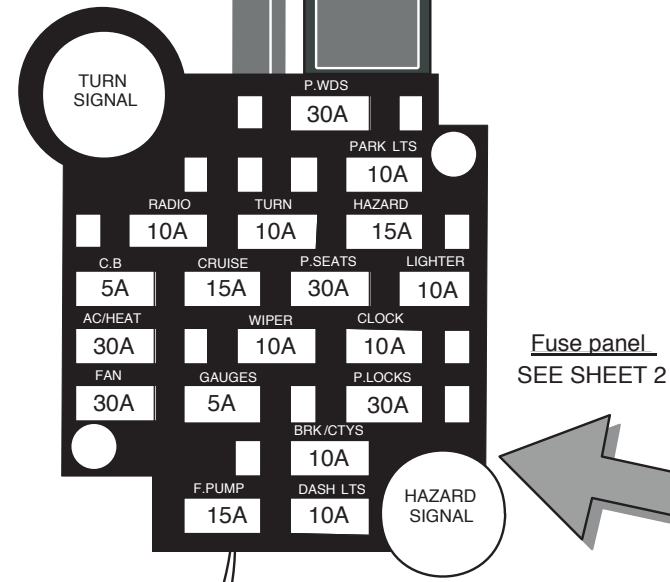 TURN
SIGNAL
P.WDS
30A
PARK LTS
10A
RADIO TURN HAZARD
10A 10A 15A
C.B CRUISE P.SEATS LIGHTER
5A 15A 30A 10A
AC/HEAT WIPER CLOCK
30A 10A 10A
Fuse panel
SEE SHEET 2
FAN GAUGES P.LOCKS
30A 5A 30A
BRK/CTYS
10A
F.PUMP DASH LTS
15A 10A
HAZARD
SIGNAL